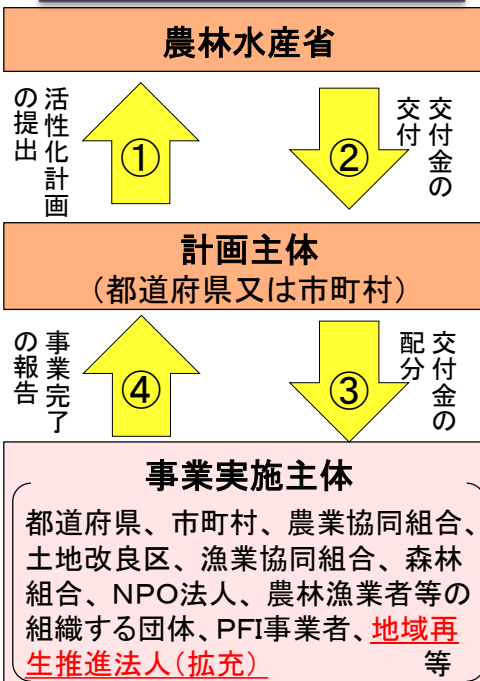 農林水産省
活性化計画
の提出
①
②
交付金の
交付
計画主体
（都道府県又は市町村）
事業完了
の報告
④
③
交付金の
配分
事業実施主体
都道府県、市町村、農業協同組合、
土地改良区、漁業協同組合、森林
組合、NPO法人、農林漁業者等の
組織する団体、PFI事業者、地域再
生推進法人（拡充）　等